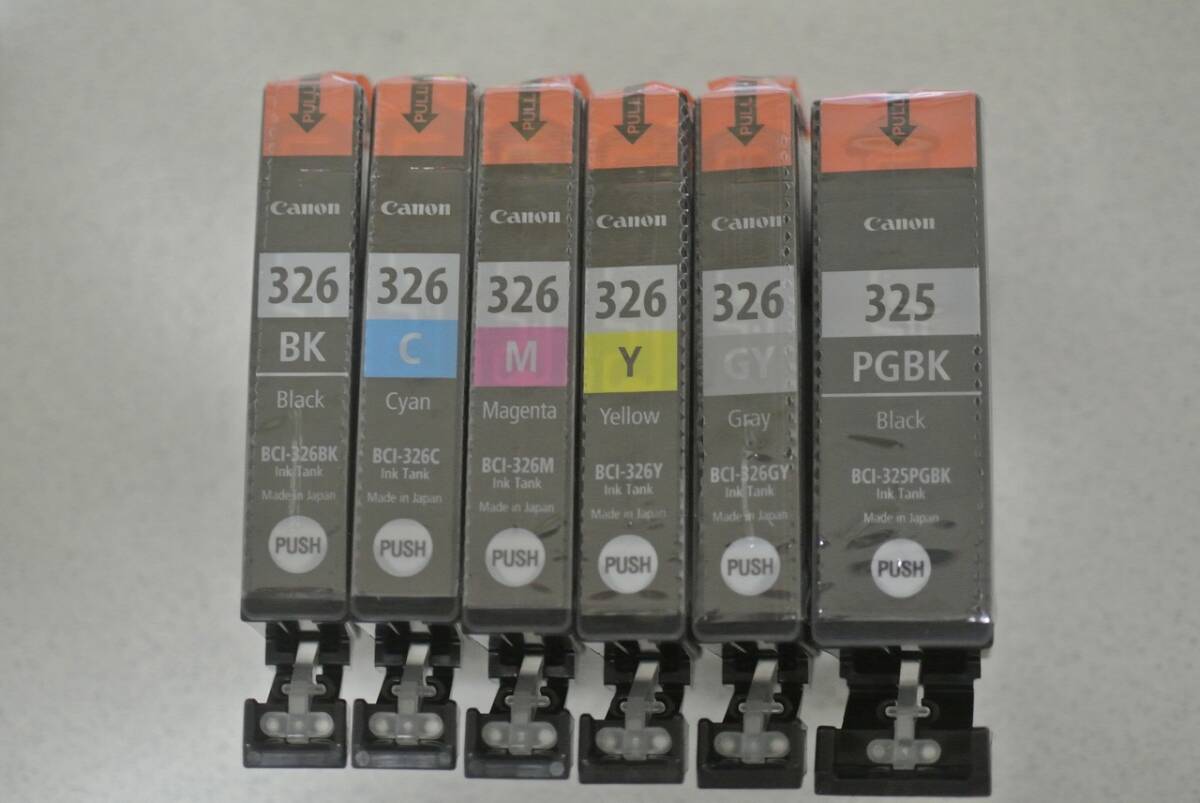 PULL
Canon
326
BK
Black
BCI-326BK
Ink Tank
Made in Japan
PUSH
PULL
Canon
326
C
Cyan
BCI-326C
Ink Tank
Made in Japan
PUSH
PULL
Canon
326
M
Magenta
BCI-326M
Ink Tank
Made in Japan
PUSH
PULL
Canon
326
Y
Yellow
BCI-326Y
Ink Tank
Made in Japan
PUSH
PULL
Canon
326
GY
Gray
BCI-326GY
Ink Tank
Made in Japan
PUSH
PULL
Canon
325
PGBK
Black
BCI-325PGBK
Ink Tank
Made in Japan
PUSH